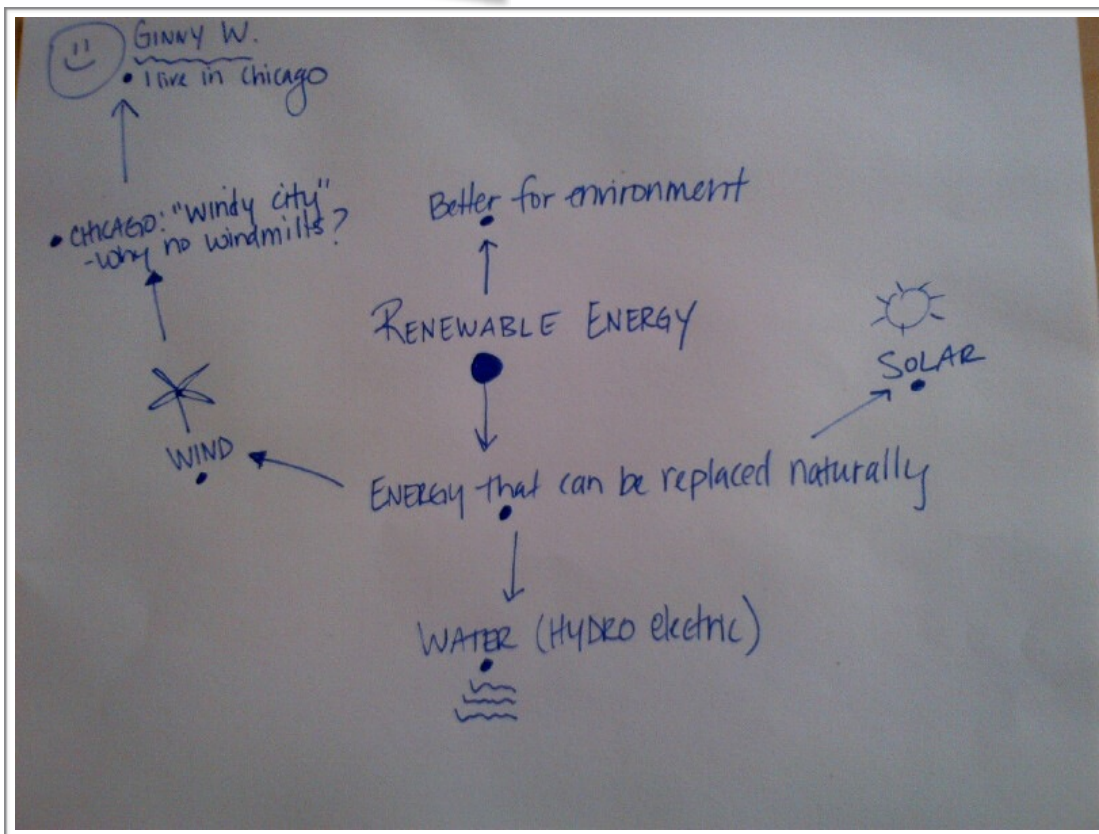 GINNY W.
• I live in Chicago
• CHICAGO: "windy city"
-why no windmills?
Better for environment
RENEWABLE ENERGY
SOLAR
WIND
ENERGY that can be replaced naturally
WATER (HYDRO electric)